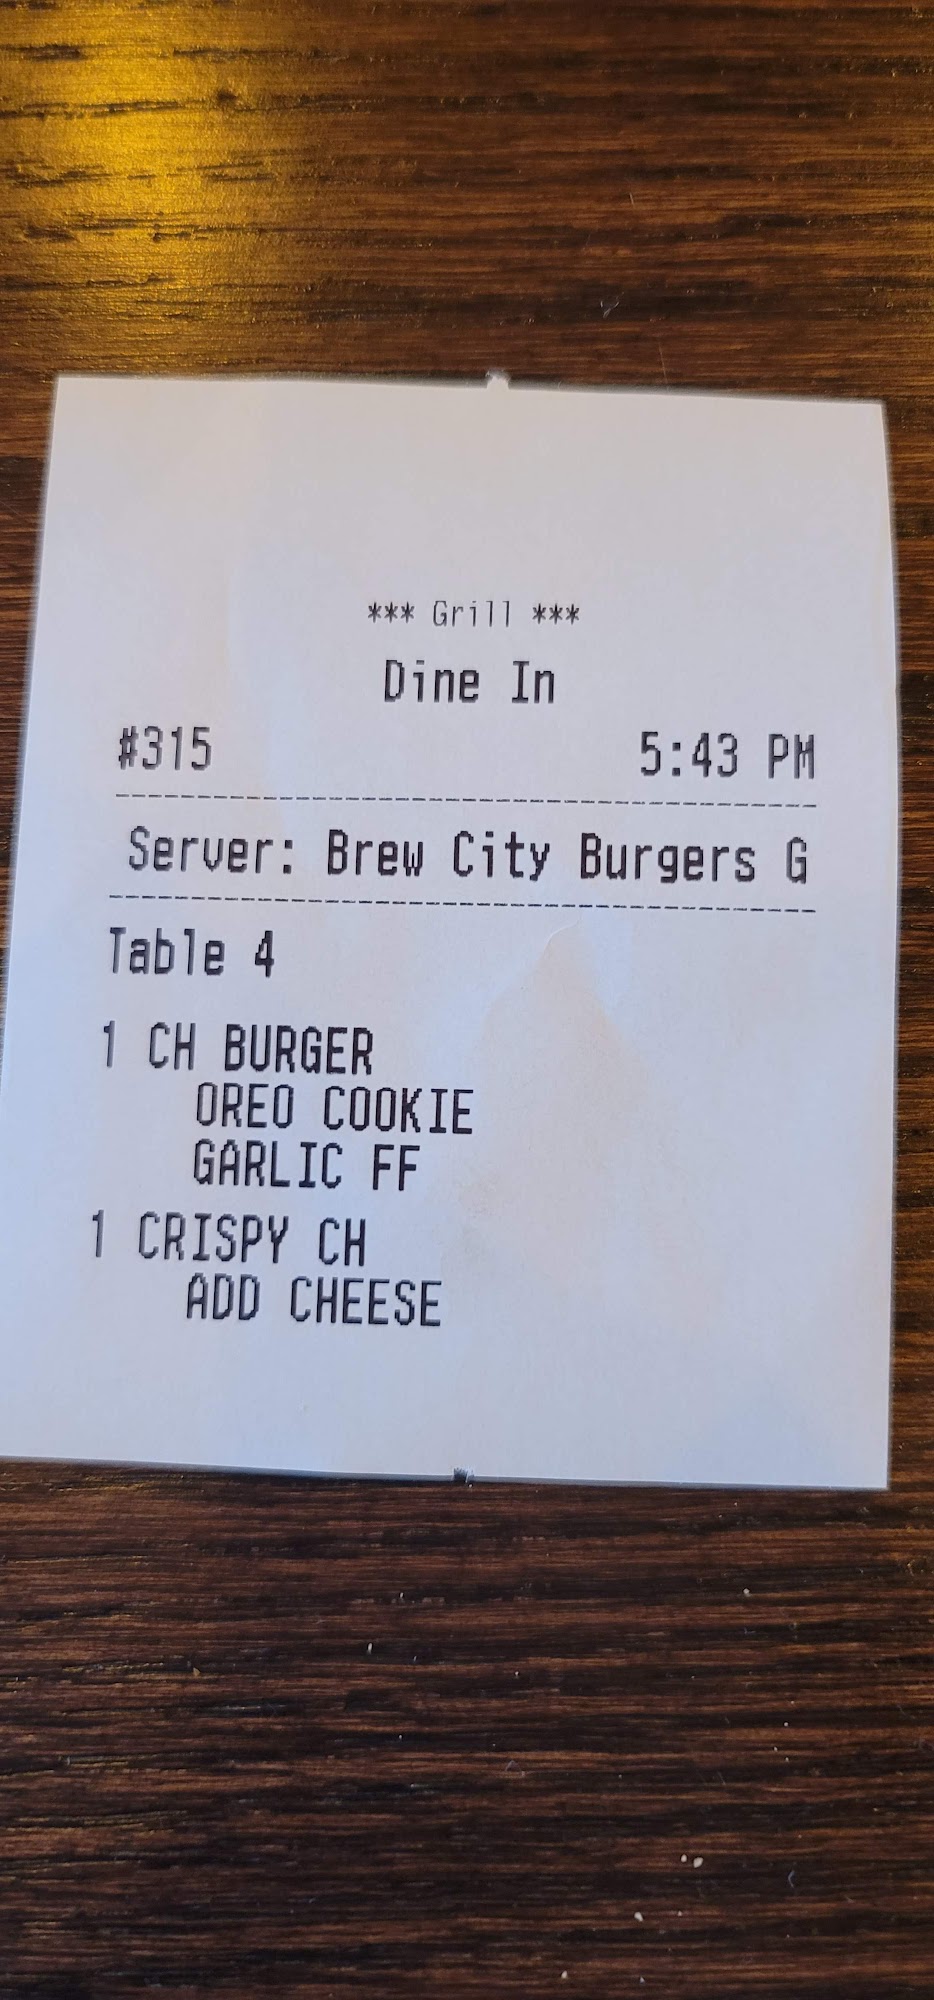 *** Grill ***
Dine In
#315 5:43 PM
Server: Brew City Burgers G
Table 4
1 CH BURGER
OREO COOKIE
GARLIC FF
1 CRISPY CH
ADD CHEESE